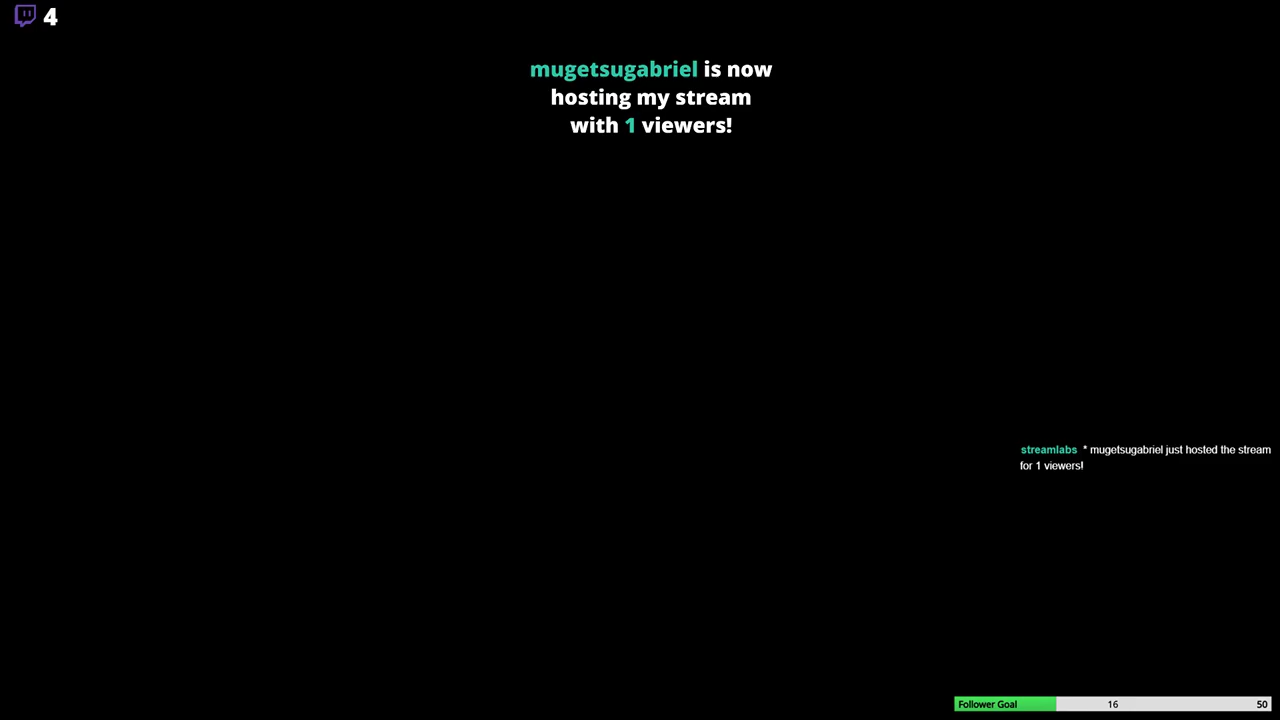 4
mugetsugabriel is now
hosting my stream
with 1 viewers!
streamlabs * mugetsugabriel just hosted the stream
for 1 viewers!
Follower Goal 16 50